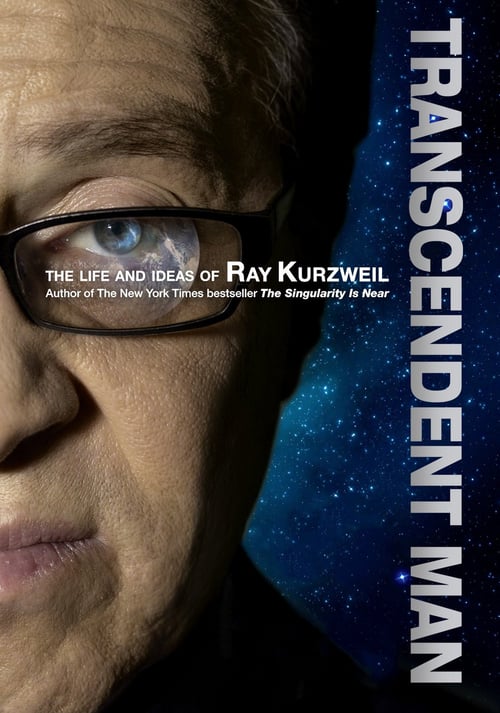 TRANSCENDENT MAN
THE LIFE AND IDEAS OF RAY KURZWEIL
Author of The New York Times bestseller The Singularity Is Near